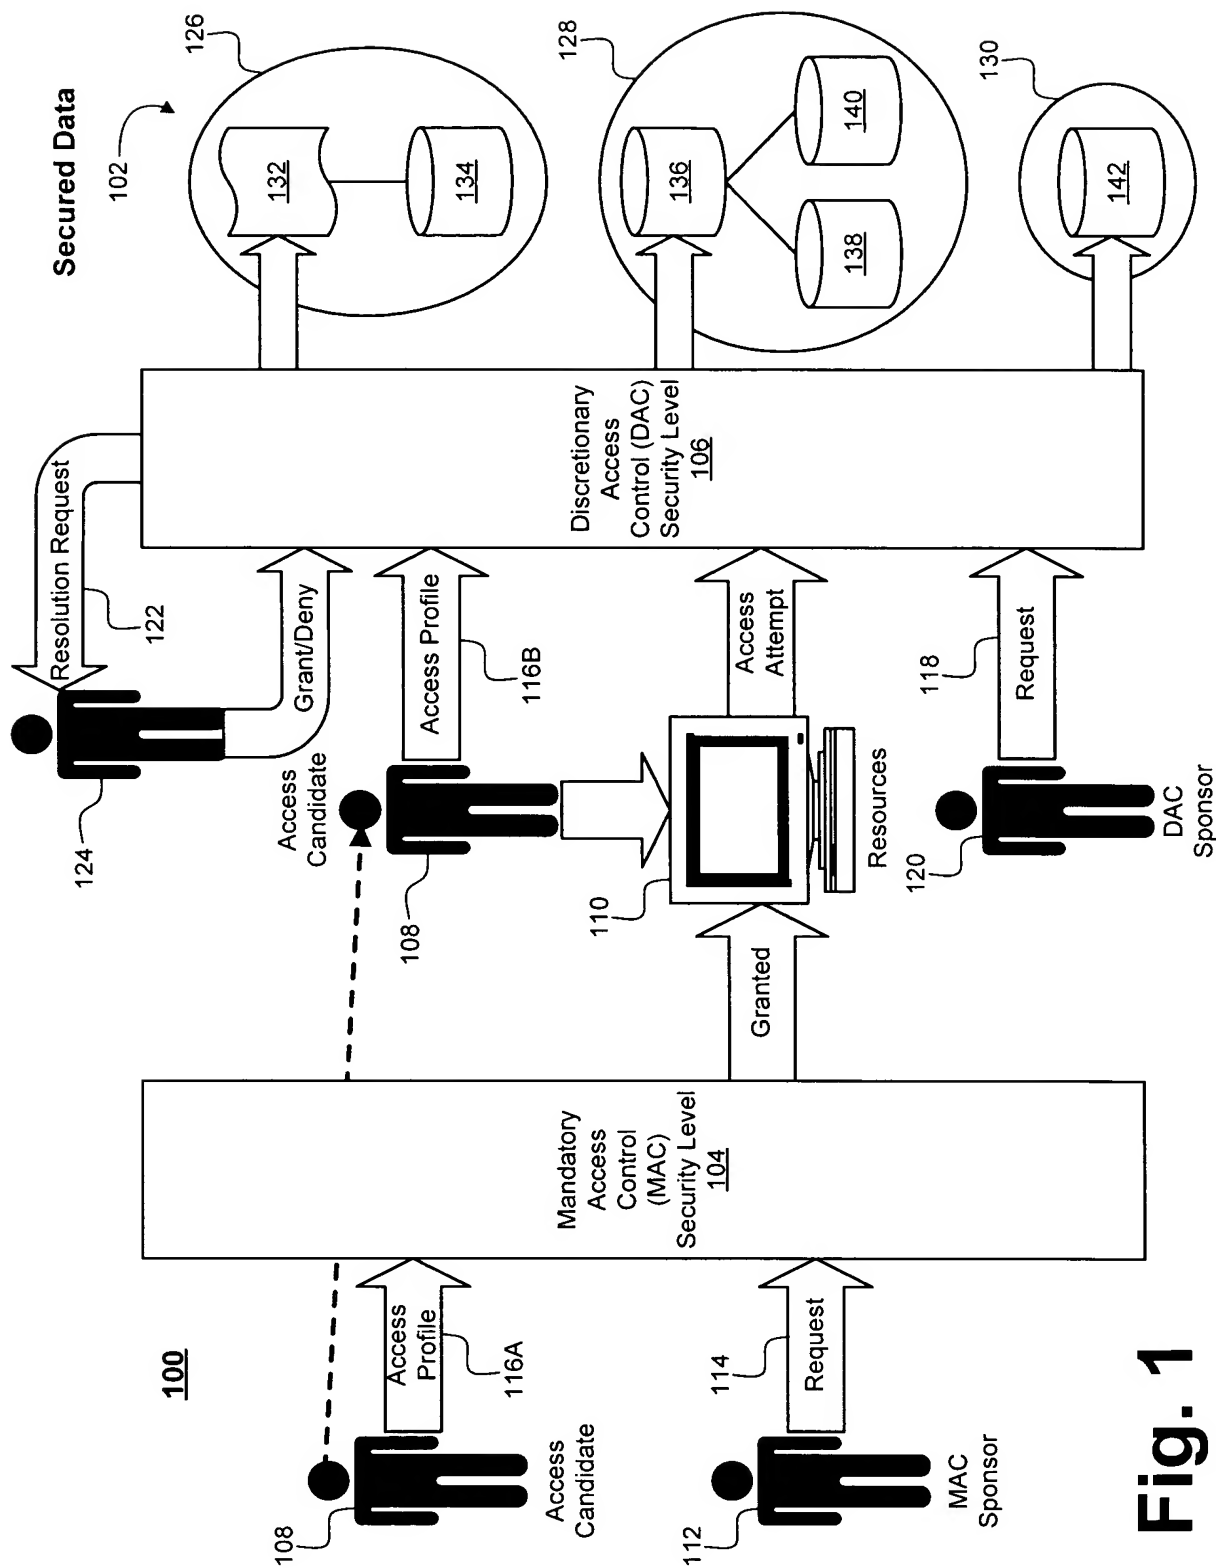 100
Access
Candidate
108
Access
Profile
116A
MAC
Sponsor
112
Request
114
Mandatory
Access
Control
(MAC)
Security Level
104
Granted
124
Resolution Request
122
Grant/Deny
Access
Candidate
108
Access Profile
116B
110
Resources
Access
Attempt
120
DAC
Sponsor
Request
118
Discretionary
Access
Control (DAC)
Security Level
106
Secured Data
102
126
132
134
128
136
138
140
130
142
Fig. 1